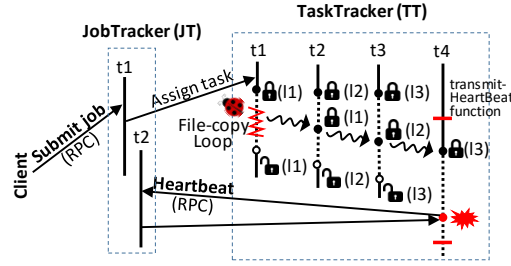 TaskTracker (TT)
JobTracker (JT)
t1
t2
t3
t4
t1
Assign task
(l1)
(l2)
(l3)
transmit-
HeartBeat
function
Submit job
(RPC)
Client
t2
File-copy
Loop
(l1)
(l2)
(l3)
(l1)
(l2)
(l3)
Heartbeat
(RPC)